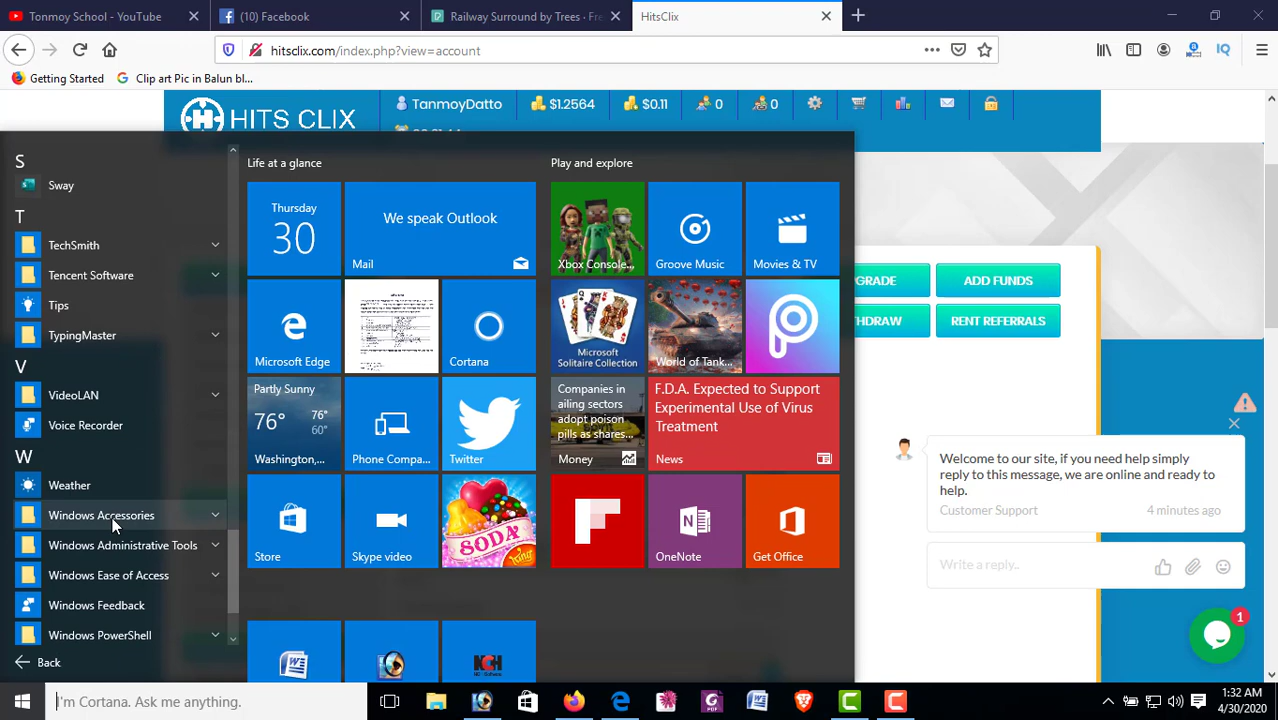 Tonmoy School - YouTube
(10) Facebook
Railway Surround by Trees · Fre
HitsClix
hitsclix.com/index.php?view=account
Getting Started
Clip art Pic in Balun bl...
IQ
HITS CLIX
TanmoyDatto
$1.2564
$0.11
0
0
S
Sway
T
TechSmith
Tencent Software
Tips
TypingMaster
V
VideoLAN
Voice Recorder
W
Weather
Windows Accessories
Windows Administrative Tools
Windows Ease of Access
Windows Feedback
Windows PowerShell
Back
Life at a glance
Thursday
30
We speak Outlook
Mail
Microsoft Edge
Cortana
Partly Sunny
76°
76°
60°
Washington,...
Phone Compa...
Twitter
Store
Skype video
SODA
King
Play and explore
Xbox Console...
Groove Music
Movies & TV
Microsoft
Solitaire Collection
World of Tank...
Companies in
ailing sectors
adopt poison
pills as shares...
Money
F.D.A. Expected to Support
Experimental Use of Virus
Treatment
News
OneNote
Get Office
NCH
PGRADE
ADD FUNDS
THDRAW
RENT REFERRALS
Welcome to our site, if you need help simply
reply to this message, we are online and ready to
help.
Customer Support
4 minutes ago
Write a reply..
1
I'm Cortana. Ask me anything.
1:32 AM
4/30/2020